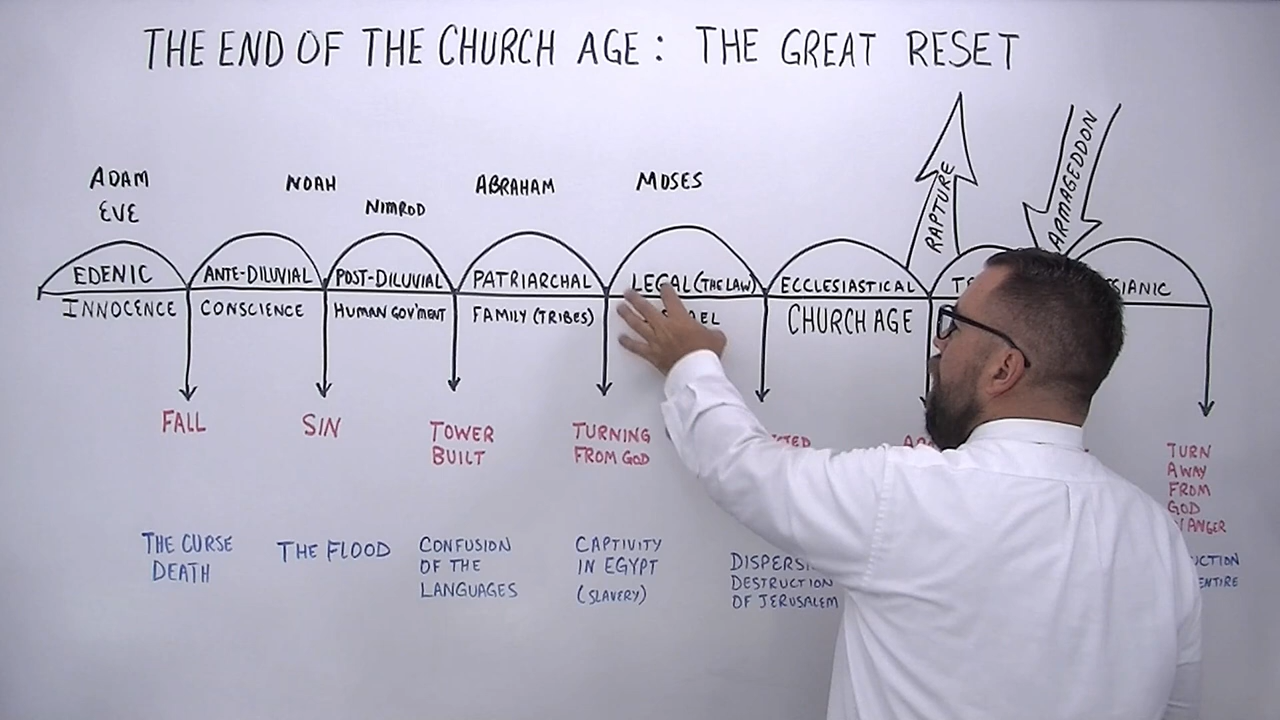 THE END OF THE CHURCH AGE: THE GREAT RESET
ADAM
EVE
NOAH
NIMROD
ABRAHAM
MOSES
RAPTURE
ARMAGEDDON
EDENIC
ANTE-DILUVIAL
POST-DILUVIAL
PATRIARCHAL
LEGAL (THE LAW)
ECCLESIASTICAL
INNOCENCE
CONSCIENCE
HUMAN GOV'MENT
FAMILY (TRIBES)
CHURCH AGE
FALL
SIN
TOWER
BUILT
TURNING
FROM GOD
TURN
AWAY
FROM
GOD
THE CURSE
DEATH
THE FLOOD
CONFUSION
OF THE
LANGUAGES
CAPTIVITY
IN EGYPT
(SLAVERY)
DESTRUCTION
OF JERUSALEM